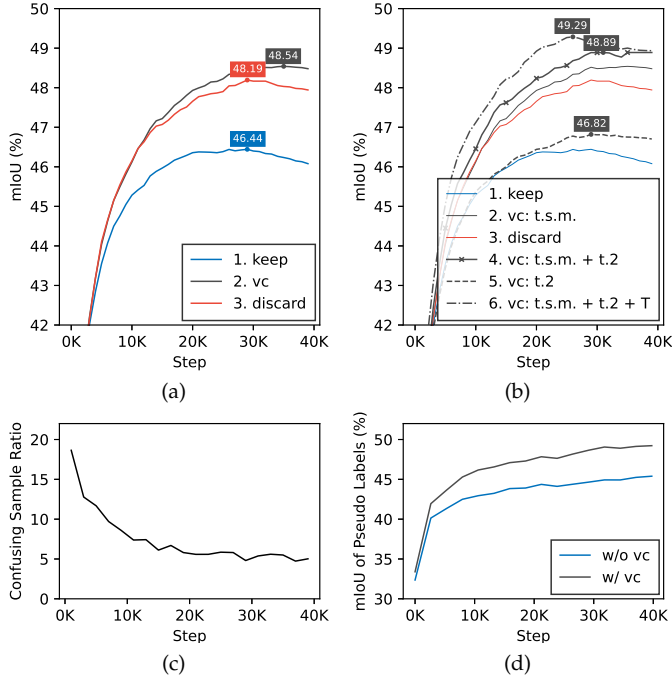 50
49
48
47
46
45
44
43
42
mIoU (%)
48.54
48.19
46.44
1. keep
2. vc
3. discard
0K
10K
20K
30K
40K
Step
(a)
50
49
48
47
46
45
44
43
42
mIoU (%)
49.29
48.89
46.82
1. keep
2. vc: t.s.m.
3. discard
4. vc: t.s.m. + t.2
5. vc: t.2
6. vc: t.s.m. + t.2 + T
0K
10K
20K
30K
40K
Step
(b)
20
15
10
5
0
Confusing Sample Ratio
0K
10K
20K
30K
40K
Step
(c)
50
45
40
35
30
mIoU of Pseudo Labels (%)
w/o vc
w/ vc
0K
10K
20K
30K
40K
Step
(d)